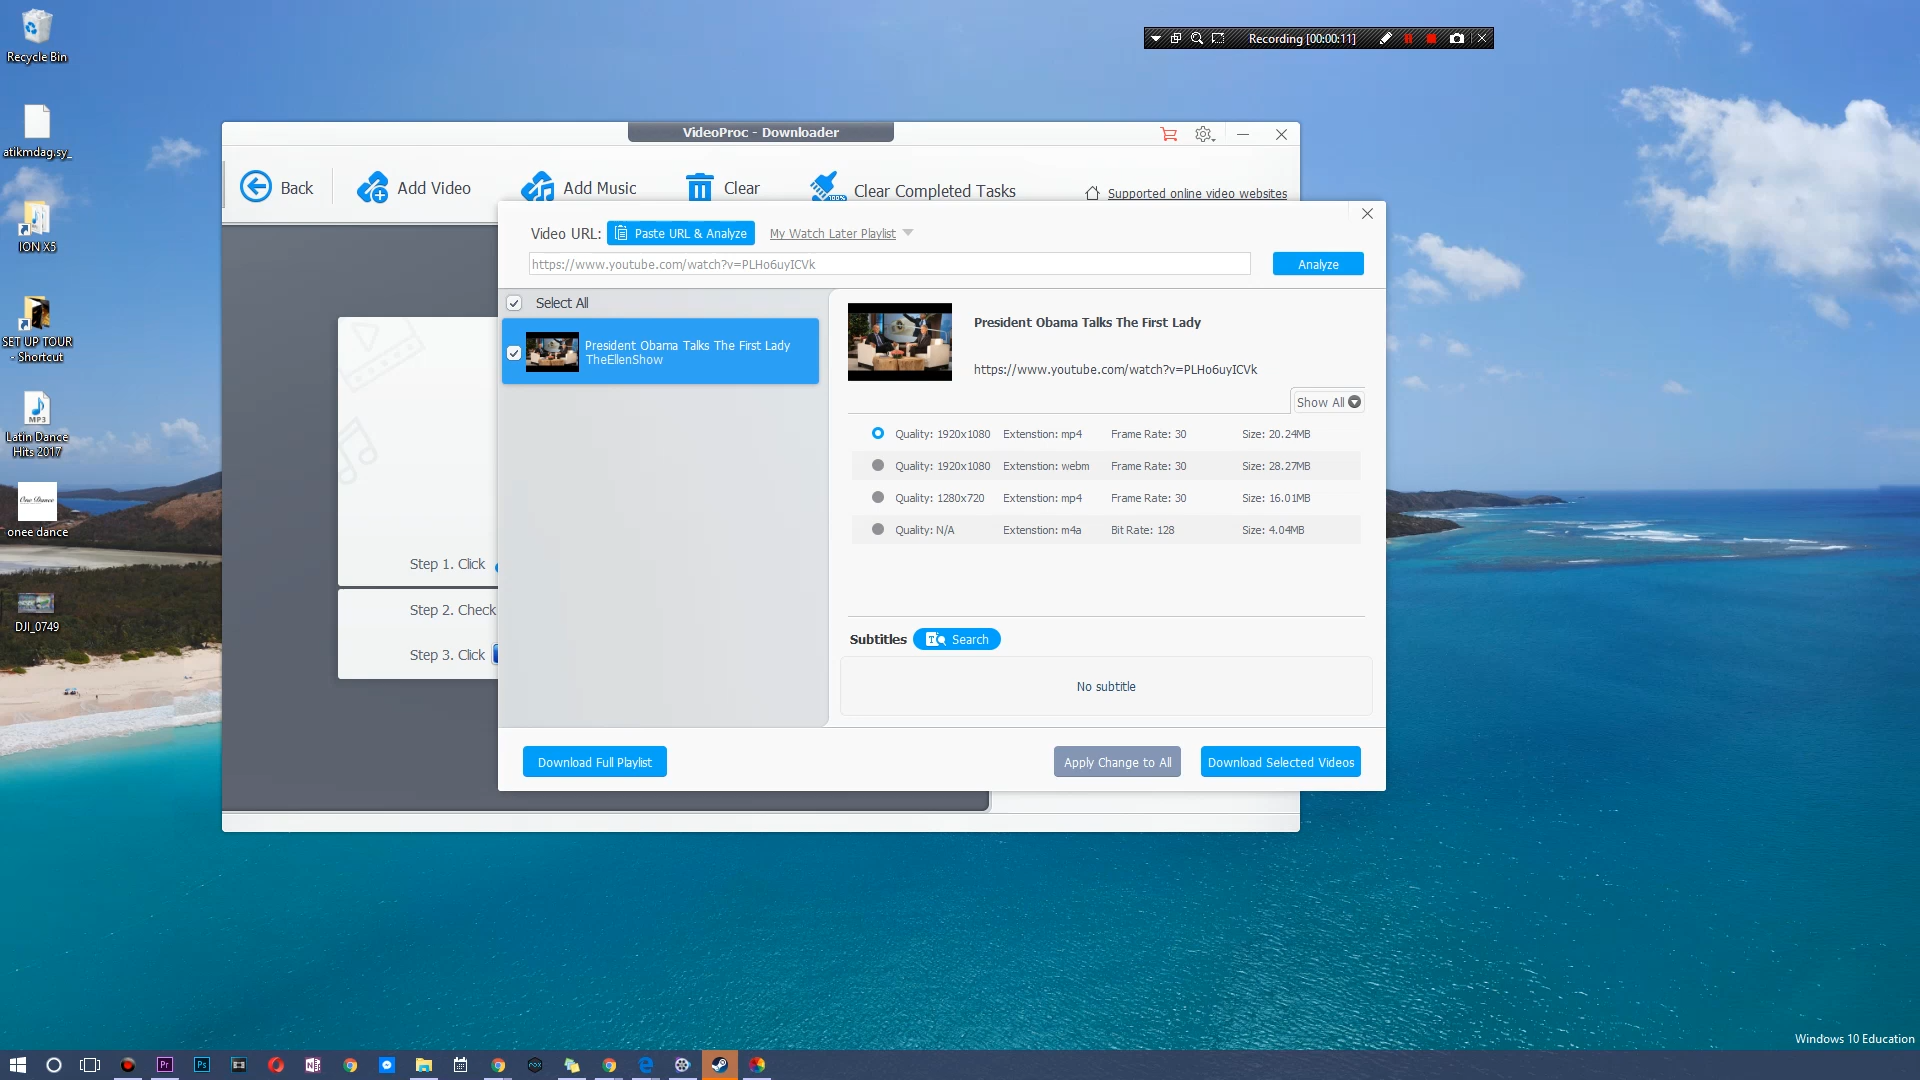 Recycle Bin
atikmdag.sy_
ION X5
SET UP TOUR
- Shortcut
MP3
Latin Dance
Hits 2017
One Dance
onee dance
DJI_0749
Recording [00:00:11]
VideoProc - Downloader
Back
Add Video
Add Music
Clear
100%
Clear Completed Tasks
Supported online video websites
Video URL:
Paste URL & Analyze
My Watch Later Playlist
https://www.youtube.com/watch?v=PLHo6uyICVk
Analyze
Select All
President Obama Talks The First Lady
TheEllenShow
President Obama Talks The First Lady
https://www.youtube.com/watch?v=PLHo6uyICVk
Show All
Quality: 1920x1080 Extenstion: mp4 Frame Rate: 30 Size: 20.24MB
Quality: 1920x1080 Extenstion: webm Frame Rate: 30 Size: 28.27MB
Quality: 1280x720 Extenstion: mp4 Frame Rate: 30 Size: 16.01MB
Quality: N/A Extenstion: m4a Bit Rate: 128 Size: 4.04MB
Step 1. Click
Step 2. Check
Step 3. Click
Subtitles
T
Search
No subtitle
Download Full Playlist
Apply Change to All
Download Selected Videos
Windows 10 Education
Pr
Ps